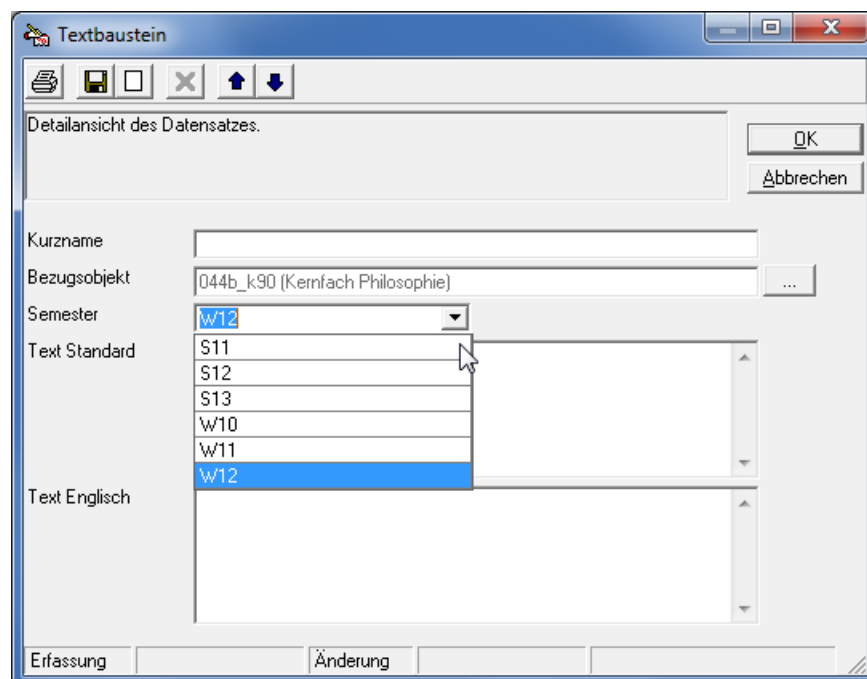 Textbaustein
Detailansicht des Datensatzes.
OK
Abbrechen
Kurzname
Bezugsobjekt
044b_k90 (Kernfach Philosophie)
...
Semester
W12
Text Standard
S11
S12
S13
W10
W11
W12
Text Englisch
Erfassung
Änderung